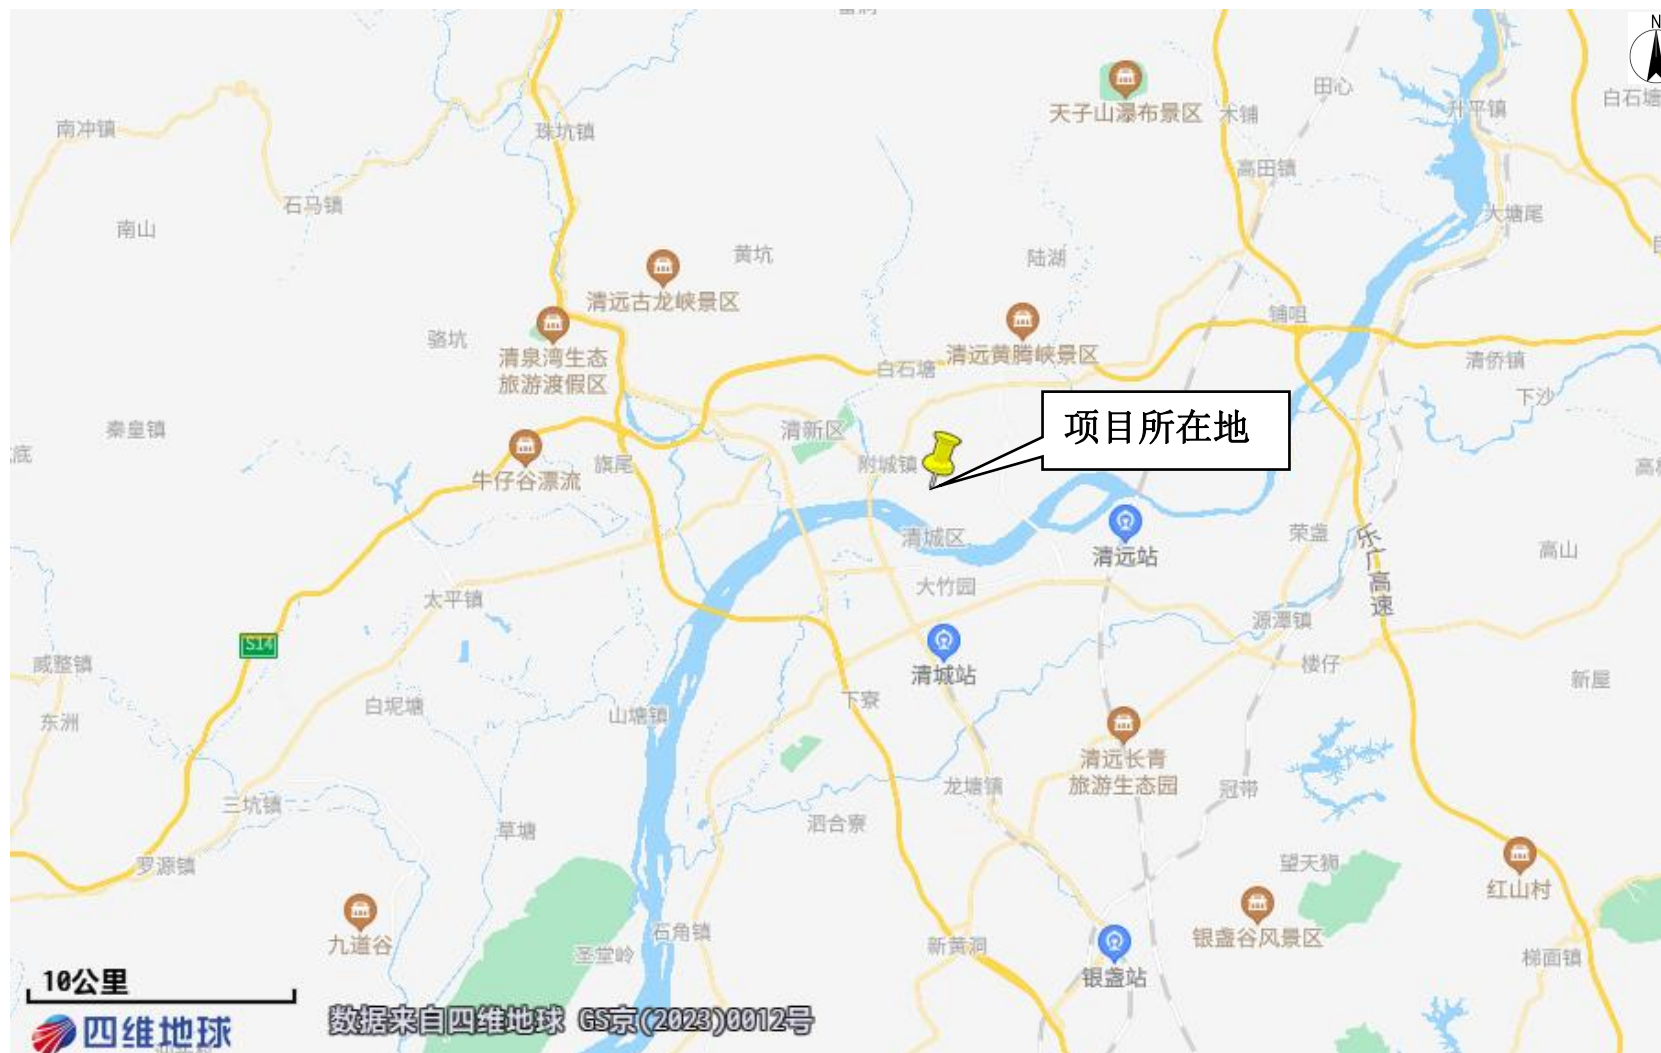 N
天子山瀑布景区
木铺
田心
升平镇
白石塘
南冲镇
珠坑镇
高田镇
石马镇
南山
大塘尾
黄坑
陆湖
清远古龙峡景区
铺咀
骆坑
清泉湾生态
旅游渡假区
清远黄腾峡景区
白石塘
清侨镇
下沙
项目所在地
秦皇镇
清新区
底
牛仔谷漂流
旗尾
附城镇
清城区
清远站
荣盏
乐广高速
高山
大竹园
太平镇
源潭镇
S14
威整镇
清城站
楼仔
新屋
东洲
白坭塘
山塘镇
下寮
清远长青
旅游生态园
龙塘镇
冠带
三坑镇
草塘
泗合寮
罗源镇
望天狮
红山村
九道谷
石角镇
圣堂岭
新黄洞
银盏谷风景区
银盏站
梯面镇
10公里
四维地球
数据来自四维地球 GS京(2023)0012号